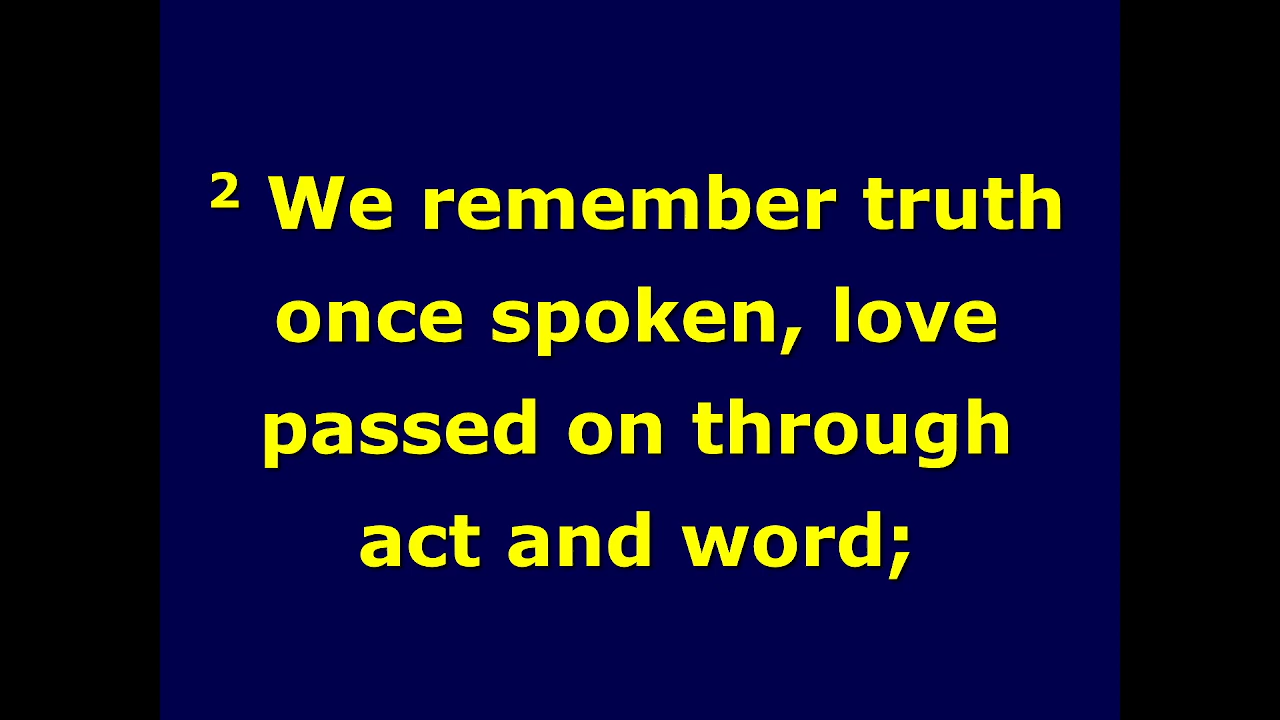 ² We remember truth
once spoken, love
passed on through
act and word;